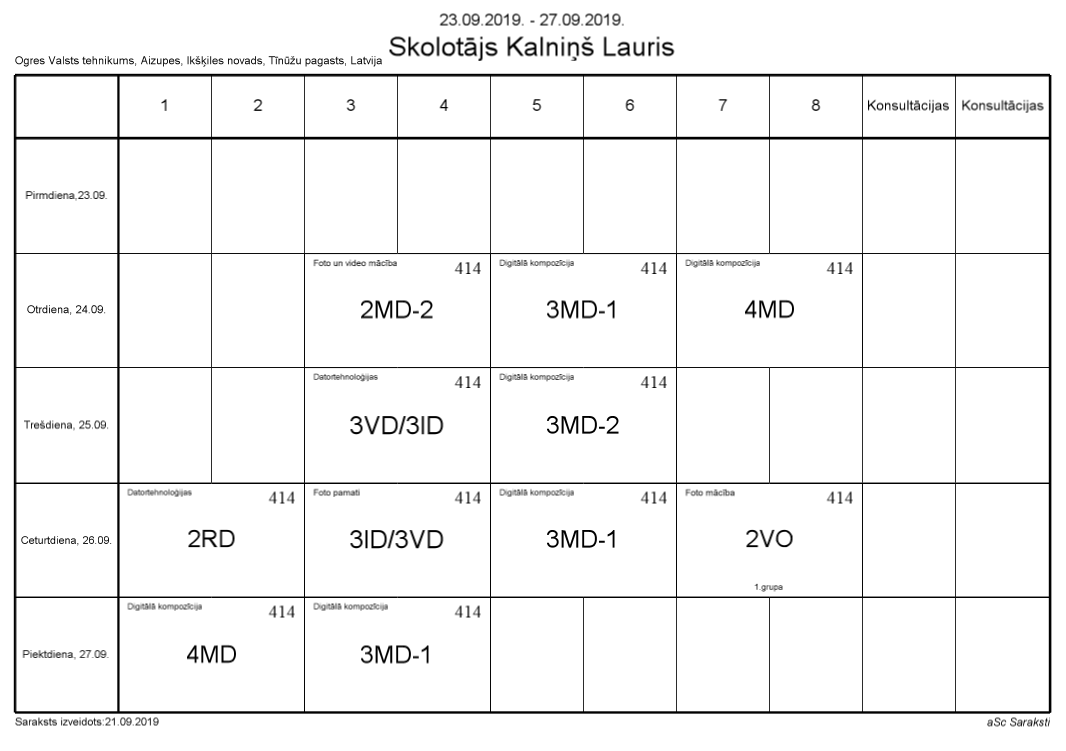 23.09.2019. - 27.09.2019.
Skolotājs Kalniņš Lauris
Ogres Valsts tehnikums, Aizupes, Ikšķiles novads, Tīnūžu pagasts, Latvija
1 2 3 4 5 6 7 8 Konsultācijas Konsultācijas
Pirmdiena,23.09.
Foto un video mācība 414 Digitālā kompozīcija 414 Digitālā kompozīcija 414
Otrdiena, 24.09. 2MD-2 3MD-1 4MD
Datortehnoloģijas 414 Digitālā kompozīcija 414
Trešdiena, 25.09. 3VD/3ID 3MD-2
Datortehnoloģijas 414 Foto pamati 414 Digitālā kompozīcija 414 Foto mācība 414
Ceturtdiena, 26.09. 2RD 3ID/3VD 3MD-1 2VO
1.grupa
Digitālā kompozīcija 414 Digitālā kompozīcija 414
Piektdiena, 27.09. 4MD 3MD-1
Saraksts izveidots:21.09.2019 aSc Saraksti